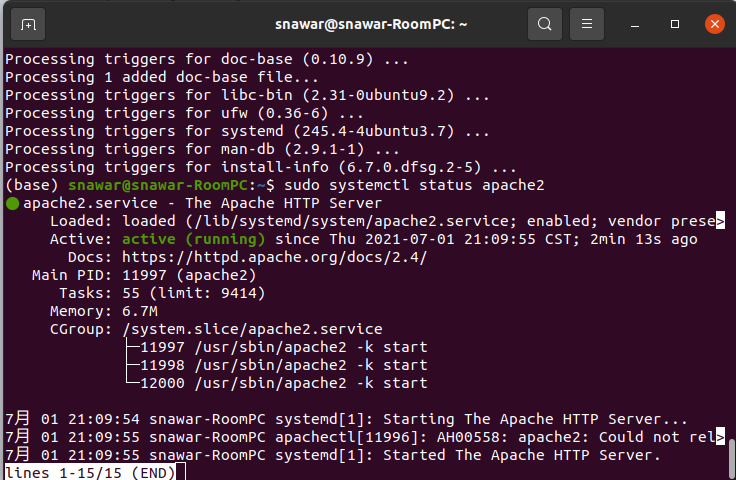 snawar@snawar-RoomPC: ~
Processing triggers for doc-base (0.10.9) ...
Processing 1 added doc-base file...
Processing triggers for libc-bin (2.31-0ubuntu9.2) ...
Processing triggers for ufw (0.36-6) ...
Processing triggers for systemd (245.4-4ubuntu3.7) ...
Processing triggers for man-db (2.9.1-1) ...
Processing triggers for install-info (6.7.0.dfsg.2-5) ...
(base) snawar@snawar-RoomPC:~$ sudo systemctl status apache2
● apache2.service - The Apache HTTP Server
Loaded: loaded (/lib/systemd/system/apache2.service; enabled; vendor prese>
Active: active (running) since Thu 2021-07-01 21:09:55 CST; 2min 13s ago
Docs: https://httpd.apache.org/docs/2.4/
Main PID: 11997 (apache2)
Tasks: 55 (limit: 9414)
Memory: 6.7M
CGroup: /system.slice/apache2.service
├─11997 /usr/sbin/apache2 -k start
├─11998 /usr/sbin/apache2 -k start
└─12000 /usr/sbin/apache2 -k start
7月 01 21:09:54 snawar-RoomPC systemd[1]: Starting The Apache HTTP Server...
7月 01 21:09:55 snawar-RoomPC apachectl[11996]: AH00558: apache2: Could not rel>
7月 01 21:09:55 snawar-RoomPC systemd[1]: Started The Apache HTTP Server.
lines 1-15/15 (END)